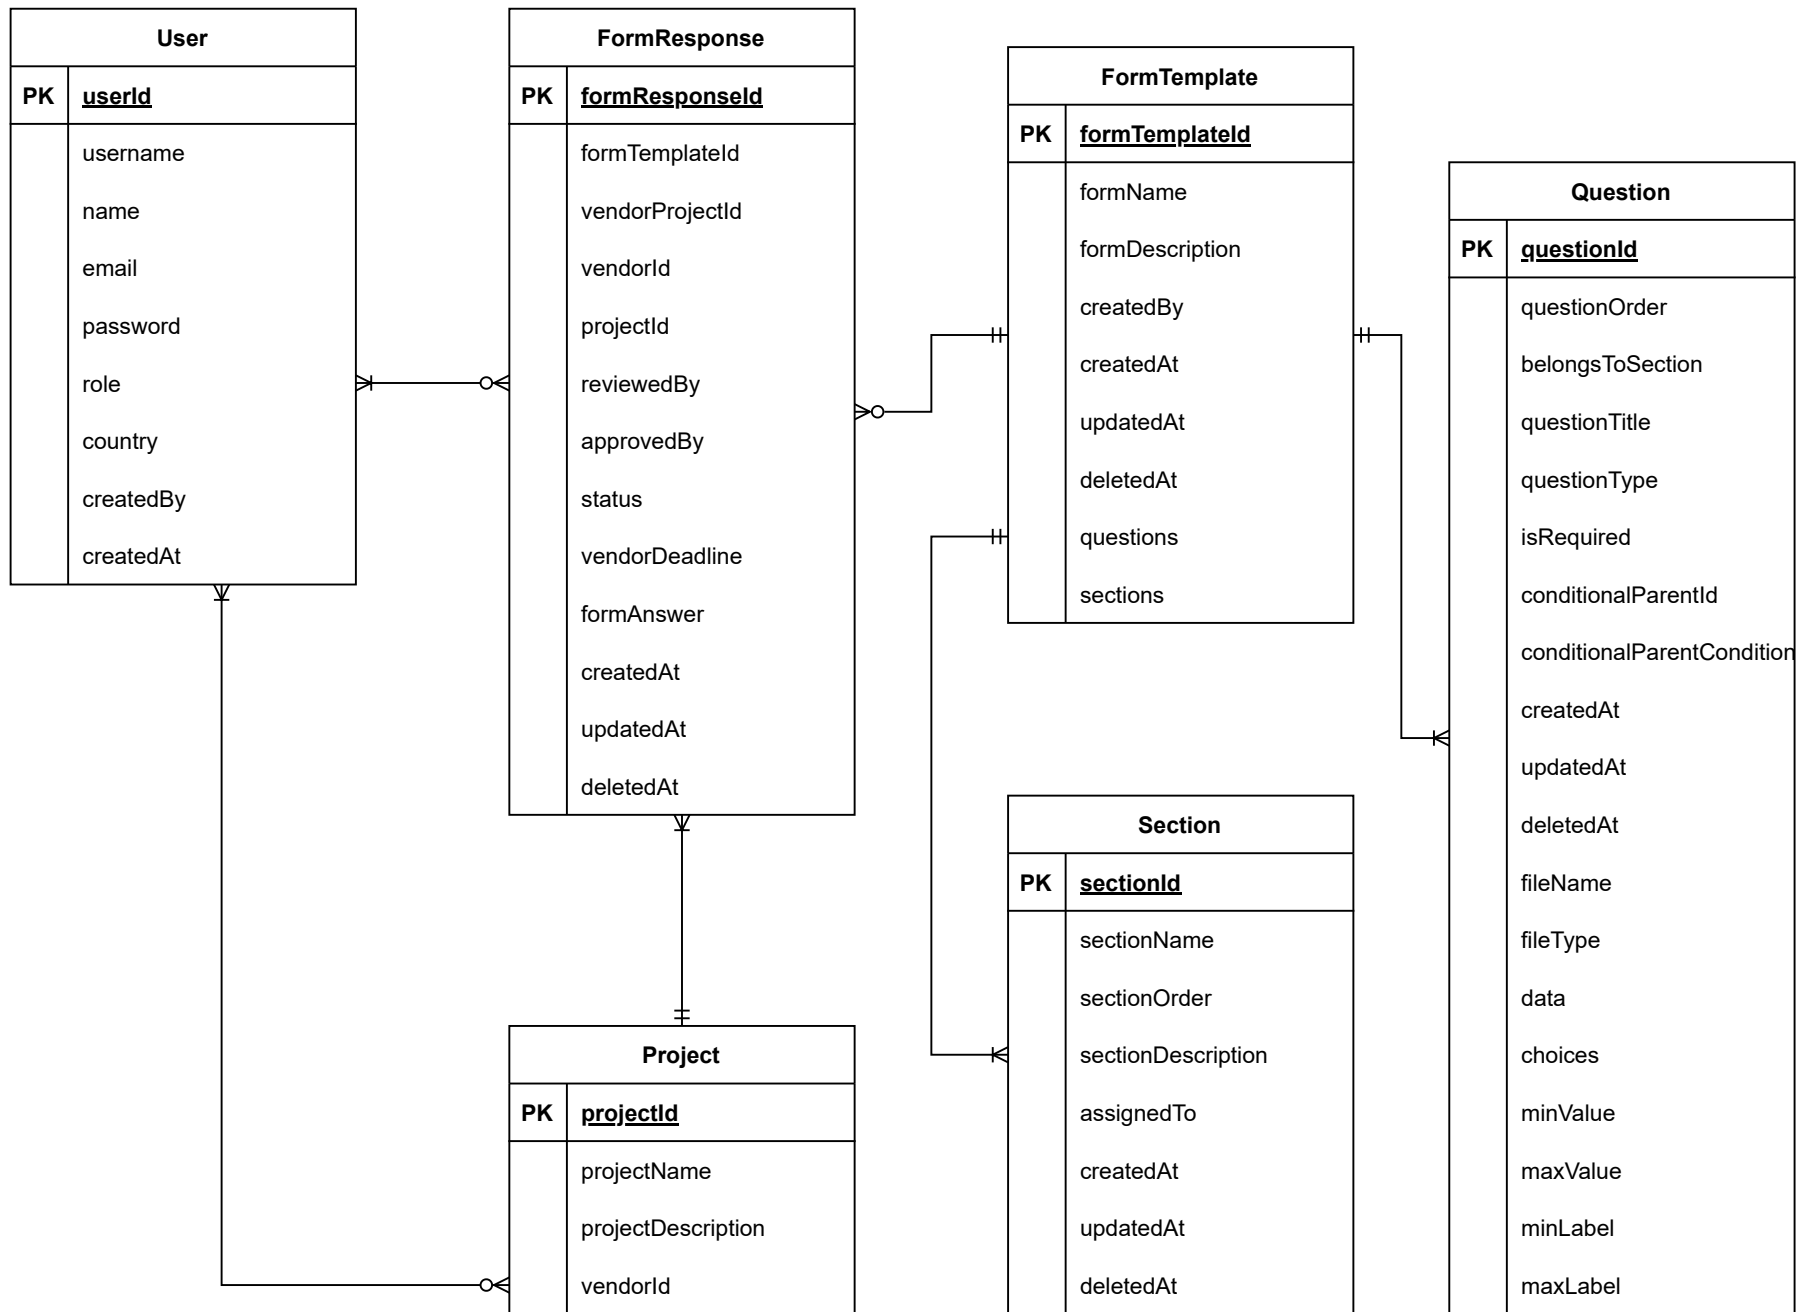 User
PK userId
username
name
email
password
role
country
createdBy
createdAt
FormResponse
PK formResponseId
formTemplateId
vendorProjectId
vendorId
projectId
reviewedBy
approvedBy
status
vendorDeadline
formAnswer
createdAt
updatedAt
deletedAt
FormTemplate
PK formTemplateId
formName
formDescription
createdBy
createdAt
updatedAt
deletedAt
questions
sections
Question
PK questionId
questionOrder
belongsToSection
questionTitle
questionType
isRequired
conditionalParentId
conditionalParentCondition
createdAt
updatedAt
deletedAt
fileName
fileType
data
choices
minValue
maxValue
minLabel
maxLabel
Section
PK sectionId
sectionName
sectionOrder
sectionDescription
assignedTo
createdAt
updatedAt
deletedAt
Project
PK projectId
projectName
projectDescription
vendorId